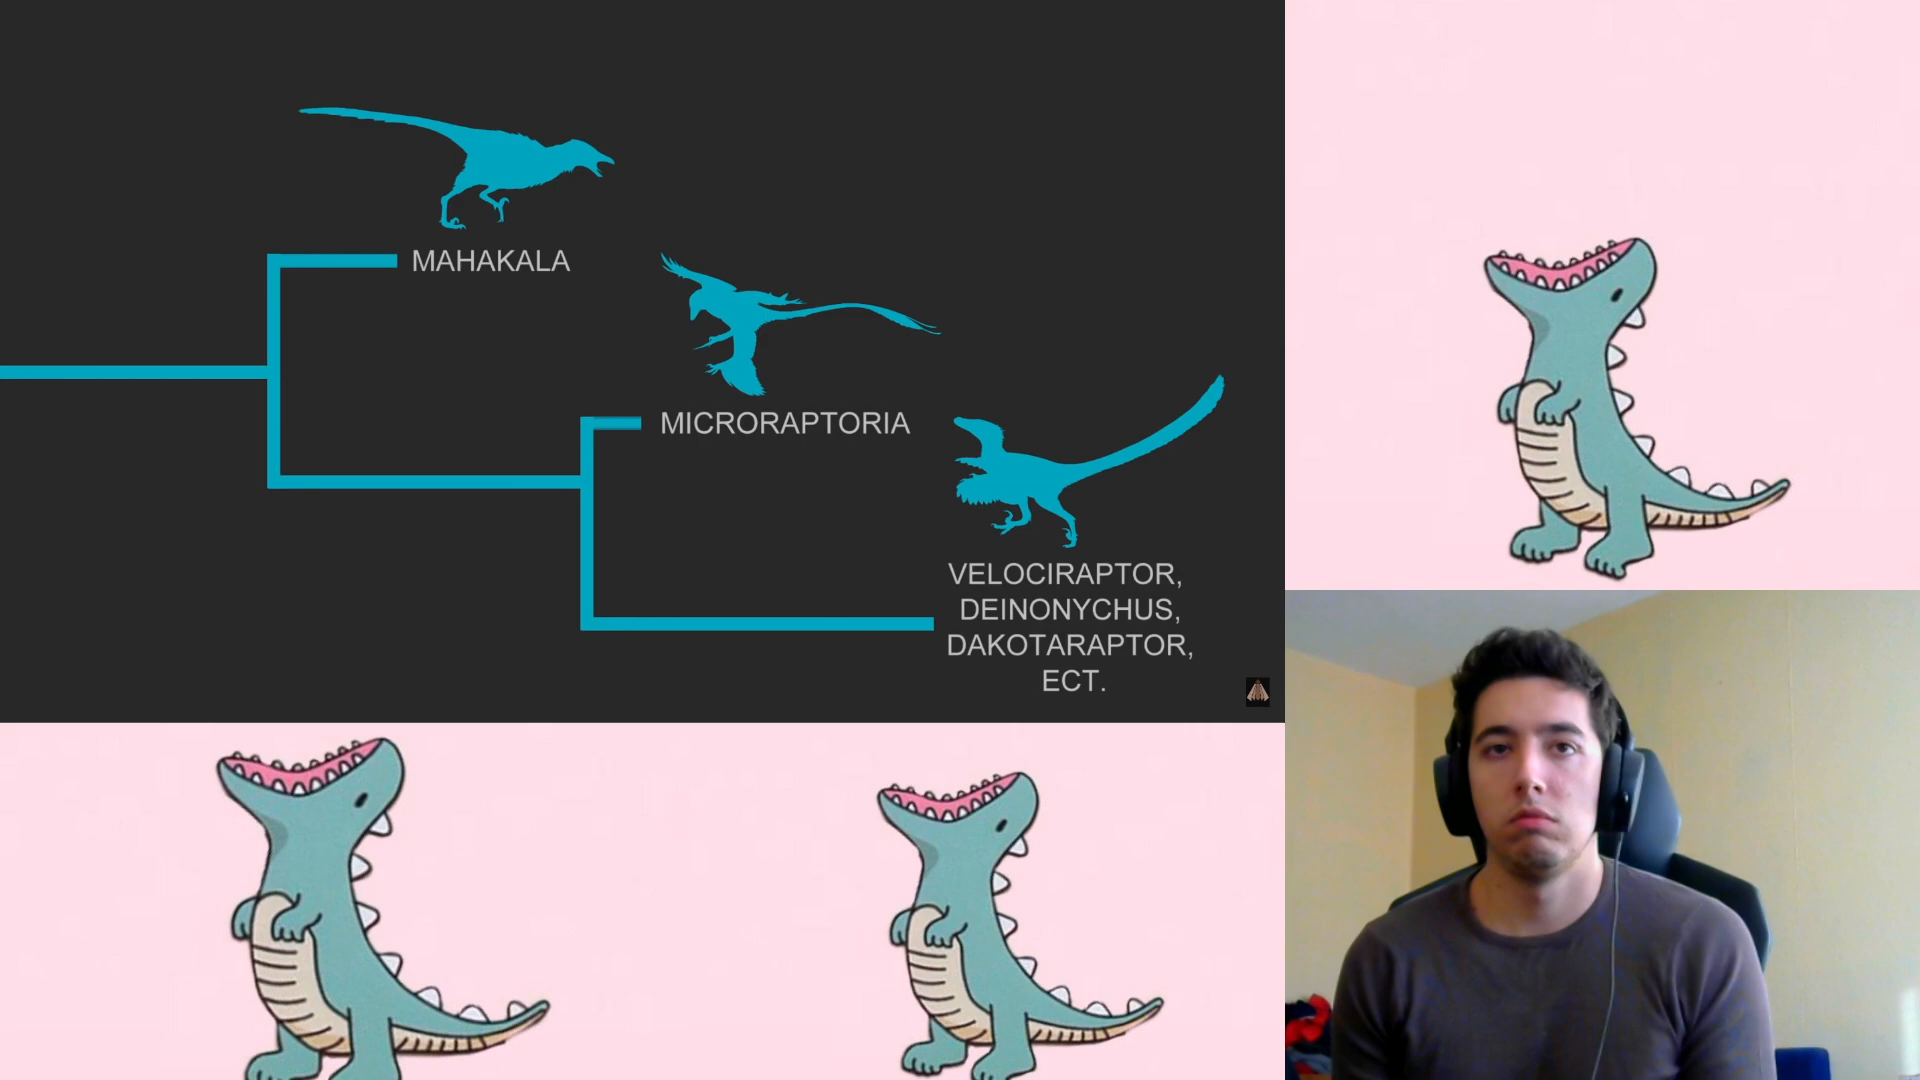 MAHAKALA
MICRORAPTORIA
VELOCIRAPTOR,
DEINONYCHUS,
DAKOTARAPTOR,
ECT.